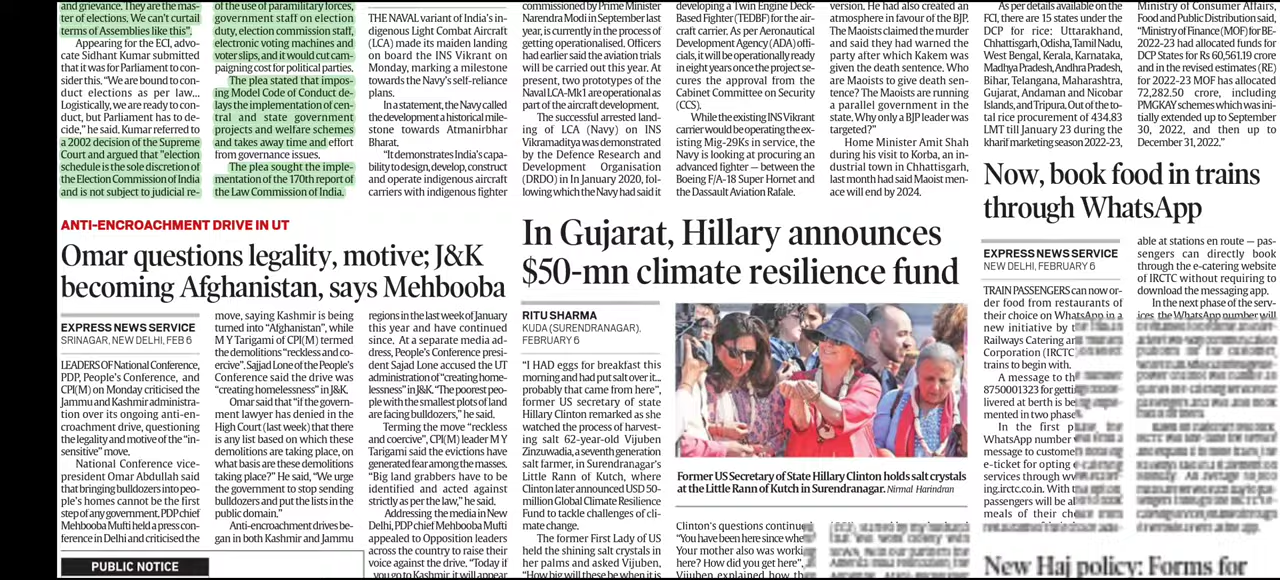 and grievance. They are the mas-
ter of elections. We can't curtail
terms of Assemblies like this".
Appearing for the ECI, advo-
cate Sidhant Kumar submitted
that it was for Parliament to con-
sider this. “We are bound to con-
duct elections as per law...
Logistically, we are ready to con-
duct, but Parliament has to de-
cide,” he said. Kumar referred to
a 2002 decision of the Supreme
Court and argued that "election
schedule is the sole discretion of
the Election Commission of India
and is not subject to judicial re-
of the use of paramilitary forces,
government staff on election
duty, election commission staff,
electronic voting machines and
voter slips, and it would cut cam-
paigning cost for political parties.
The plea stated that impos-
ing Model Code of Conduct de-
lays the implementation of cen-
tral and state government
projects and welfare schemes
and takes away time and effort
from governance issues.
The plea sought the imple-
mentation of the 170th report of
the Law Commission of India.
THE NAVAL variant of India's in-
digenous Light Combat Aircraft
(LCA) made its maiden landing
on board the INS Vikrant on
Monday, marking a milestone
towards the Navy's self-reliance
plans.
In a statement, the Navy called
the development a historical mile-
stone towards Atmanirbhar
Bharat.
“It demonstrates India's capa-
bility to design, develop, construct
and operate indigenous aircraft
carriers with indigenous fighter
commissioned by Prime Minister
Narendra Modi in September last
year, is currently in the process of
getting operationalised. Officers
had earlier said the aviation trials
will be carried out this year. At
present, two prototypes of the
Naval LCA-Mk1 are operational as
part of the aircraft development.
The successful arrested land-
ing of LCA (Navy) on INS
Vikramaditya was demonstrated
by the Defence Research and
Development Organisation
(DRDO) in In January 2020, fol-
lowing which the Navy had said it
developing a Twin Engine Deck-
Based Fighter (TEDBF) for the air-
craft carrier. As per Aeronautical
Development Agency (ADA) offi-
cials, it will be operationally ready
in eight years once the project se-
cures the approval from the
Cabinet Committee on Security
(CCS).
While the existing INS Vikrant
carrier would be operating the ex-
isting Mig-29Ks in service, the
Navy is looking at procuring an
advanced fighter — between the
Boeing F/A-18 Super Hornet and
the Dassault Aviation Rafale.
version. He had also created an
atmosphere in favour of the BJP.
The Maoists claimed the murder
and said they had warned the
party after which Kakem was
given the death sentence. Who
are Maoists to give death sen-
tence? The Maoists are running
a parallel government in the
state. Why only a BJP leader was
targeted?”
Home Minister Amit Shah
during his visit to Korba, an in-
dustrial town in Chhattisgarh,
last month had said Maoist men-
ace will end by 2024.
As per details available on the
FCI, there are 15 states under the
DCP for rice: Uttarakhand,
Chhattisgarh, Odisha, Tamil Nadu,
West Bengal, Kerala, Karnataka,
Madhya Pradesh, Andhra Pradesh,
Bihar, Telangana, Maharashtra,
Gujarat, Andaman and Nicobar
Islands, and Tripura. Out of the to-
tal rice procurement of 434.83
LMT till January 23 during the
kharif marketing season 2022-23,
Ministry of Consumer Affairs,
Food and Public Distribution said,
“Ministry of Finance (MOF) for BE-
2022-23 had allocated funds for
DCP States for Rs 60,561.19 crore
and in the revised estimates (RE)
for 2022-23 MOF has allocated
72,282.50 crore, including
PMGKAY schemes which was ini-
tially extended up to September
30, 2022, and then up to
December 31, 2022.”
ANTI-ENCROACHMENT DRIVE IN UT
Omar questions legality, motive; J&K
becoming Afghanistan, says Mehbooba
EXPRESS NEWS SERVICE
SRINAGAR, NEW DELHI, FEB 6
LEADERS OF National Conference,
PDP, People's Conference, and
CPI(M) on Monday criticised the
Jammu and Kashmir administra-
tion over its ongoing anti-en-
croachment drive, questioning
the legality and motive of the “in-
sensitive” move.
National Conference vice-
president Omar Abdullah said
that bringing bulldozers into peo-
ple's homes cannot be the first
step of any government, PDP chief
Mehbooba Mufti held a press con-
ference in Delhi and criticised the
move, saying Kashmir is being
turned into “Afghanistan”, while
M Y Tarigami of CPI(M) termed
the demolitions “reckless and co-
ercive”. Sajjad Lone of the People's
Conference said the drive was
“creating homelessness” in J&K.
Omar said that “if the govern-
ment lawyer has denied in the
High Court (last week) that there
is any list based on which these
demolitions are taking place, on
what basis are these demolitions
taking place?” He said, “We urge
the government to stop sending
bulldozers and put the lists in the
public domain.”
Anti-encroachment drives be-
gan in both Kashmir and Jammu
regions in the last week of January
this year and have continued
since. At a separate media ad-
dress, People's Conference presi-
dent Sajad Lone accused the UT
administration of “creating home-
lessness” in J&K. “The poorest peo-
ple with the smallest plots of land
are facing bulldozers,” he said.
Terming the move “reckless
and coercive”, CPI(M) leader M Y
Tarigami said the evictions have
generated fear among the masses.
“Big land grabbers have to be
identified and acted against
strictly as per the law,” he said.
Addressing the media in New
Delhi, PDP chief Mehbooba Mufti
appealed to Opposition leaders
across the country to raise their
voice against the drive. “Today if
you go to Kashmir, it will appear
PUBLIC NOTICE
In Gujarat, Hillary announces
$50-mn climate resilience fund
RITU SHARMA
KUDA (SURENDRANAGAR),
FEBRUARY 6
“I HAD eggs for breakfast this
morning and had put salt over it...
probably that came from here”,
former US secretary of state
Hillary Clinton remarked as she
watched the process of harvest-
ing salt 62-year-old Vijuben
Zinzuwadia, a seventh generation
salt farmer, in Surendranagar's
Little Rann of Kutch, where
Clinton later announced USD 50-
million Global Climate Resilience
Fund to tackle challenges of cli-
mate change.
The former First Lady of US
held the shining salt crystals in
her palms and asked Vijuben,
“How big will these be when it is
Former US Secretary of State Hillary Clinton holds salt crystals
at the Little Rann of Kutch in Surendranagar. Nirmal Harindran
Clinton's questions continued
“You have been here since
Your mother also was
here? How did you get here”,
Vijuben explained how
Now, book food in trains
through WhatsApp
EXPRESS NEWS SERVICE
NEW DELHI, FEBRUARY 6
TRAIN PASSENGERS can now or-
der food from restaurants of
their choice on WhatsApp in a
new initiative by
Railways Catering and
Corporation (IRCTC
trains to begin with.
A message to
8750001323 for getting
livered at berth is
mented in two phases
In the first
WhatsApp number
message to customer
e-ticket for opting
services through
ing.irctc.co.in. With
passengers will be
meals of their
able at stations en route — pas-
sengers can directly book
through the e-catering website
of IRCTC without requiring to
download the messaging app.
In the next phase of the serv-
ices, the WhatsApp number will
New Haj policy: Forms for